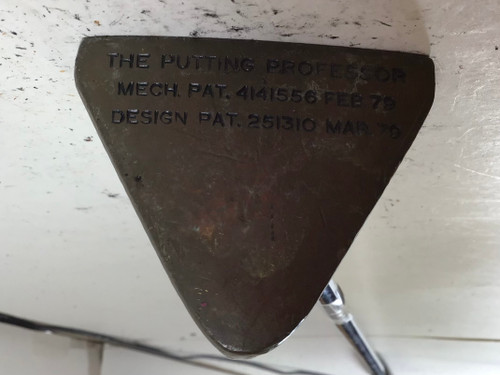 THE PUTTING PROFESSOR
MECH. PAT. 4141556 FEB 79
DESIGN PAT. 251310 MAR. 79